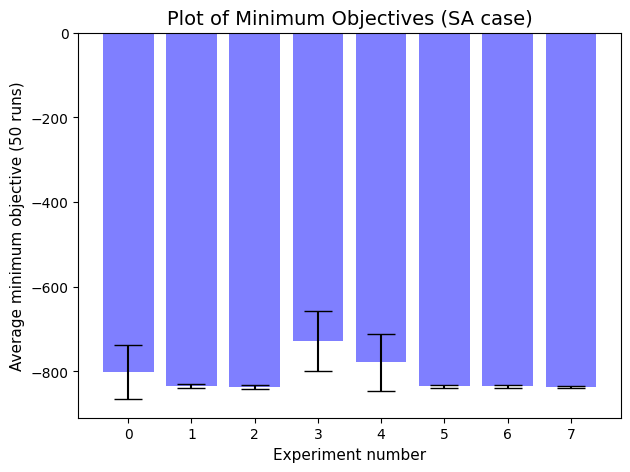 Plot of Minimum Objectives (SA case)
Average minimum objective (50 runs)
0
−200
−400
−600
−800
0 1 2 3 4 5 6 7
Experiment number